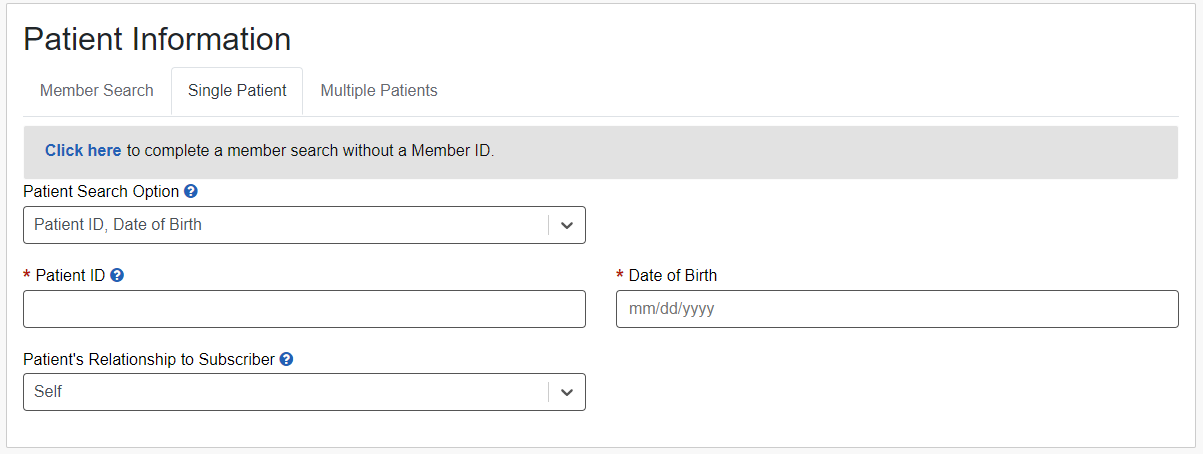 Patient Information
Member Search Single Patient Multiple Patients
Click here to complete a member search without a Member ID.
Patient Search Option
Patient ID, Date of Birth
* Patient ID * Date of Birth
mm/dd/yyyy
Patient's Relationship to Subscriber
Self